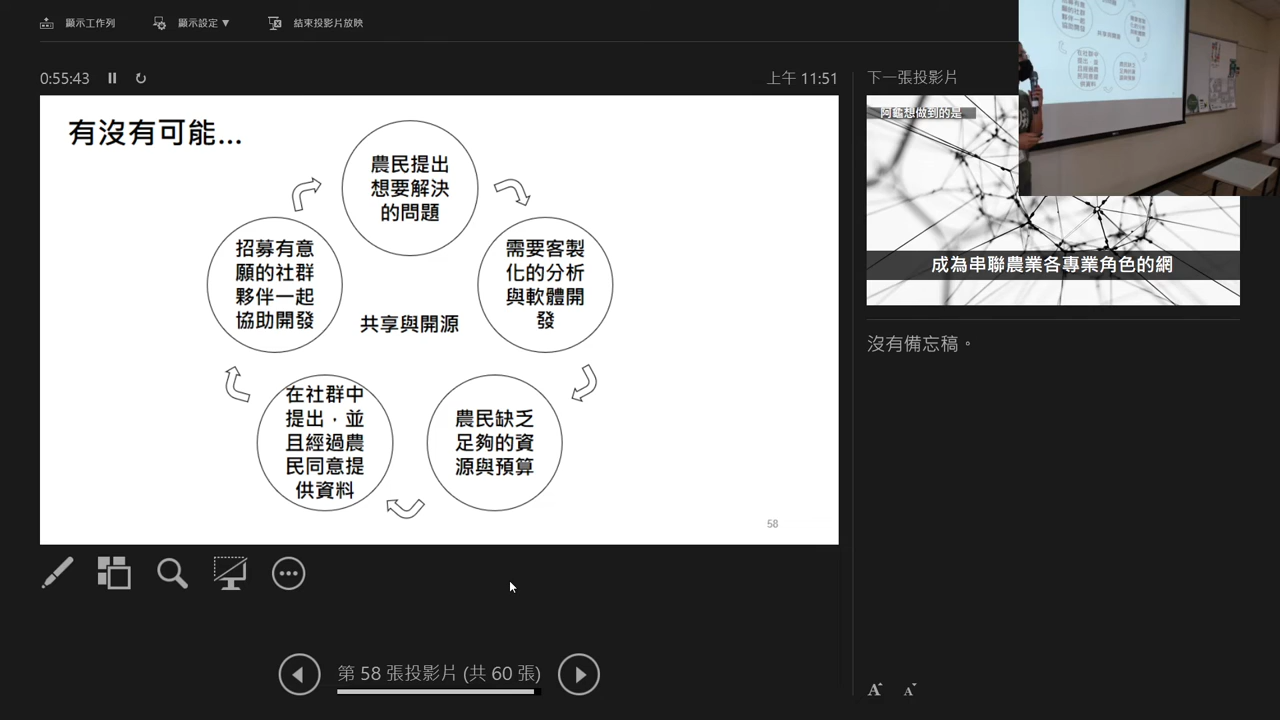 顯示工作列
顯示設定 ▼
結束投影片放映
0:55:43
上午 11:51
下一張投影片
有沒有可能...
農民提出
想要解決
的問題
需要客製
化的分析
與軟體開
發
農民缺乏
足夠的資
源與預算
在社群中
提出，並
且經過農
民同意提
供資料
招募有意
願的社群
夥伴一起
協助開發
共享與開源
58
阿鑑想做到的是
成為串聯農業各專業角色的網
沒有備忘稿。
第 58 張投影片 (共 60 張)
A A